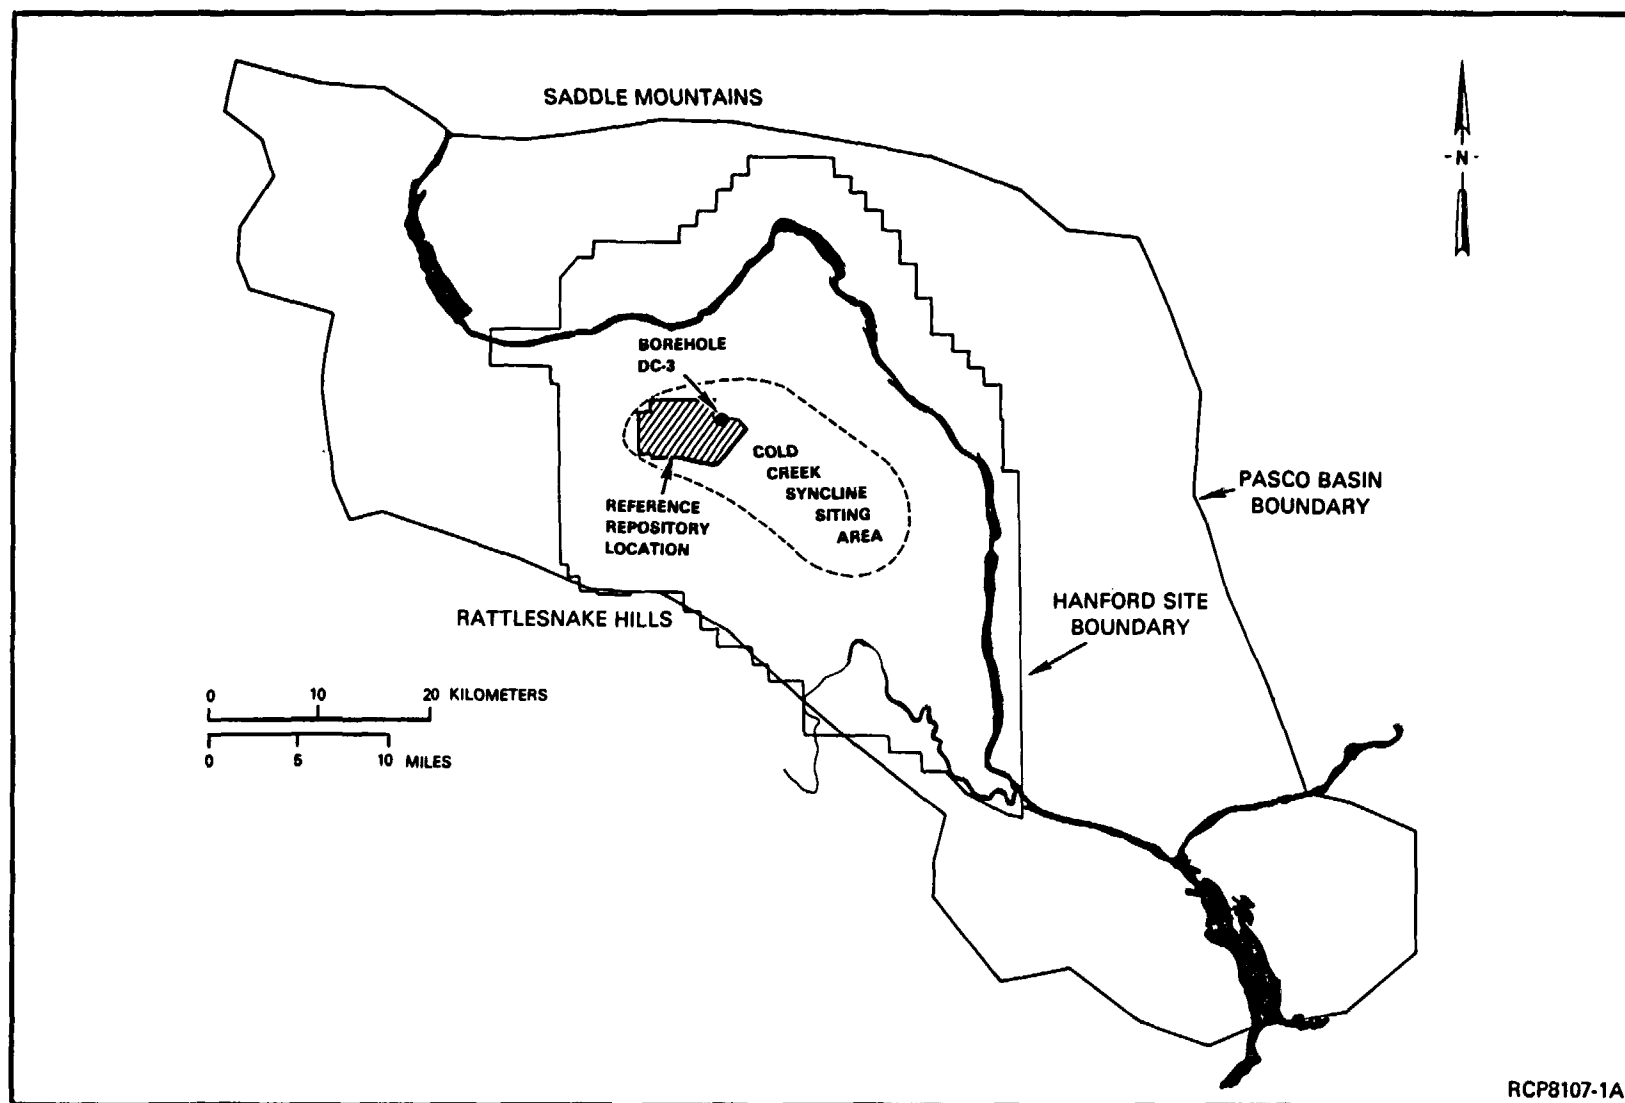 SADDLE MOUNTAINS
- N -
BOREHOLE
DC-3
COLD
CREEK
SYNCLINE
SITING
AREA
REFERENCE
REPOSITORY
LOCATION
PASCO BASIN
BOUNDARY
HANFORD SITE
BOUNDARY
RATTLESNAKE HILLS
0 10 20 KILOMETERS
0 5 10 MILES
RCP8107-1A